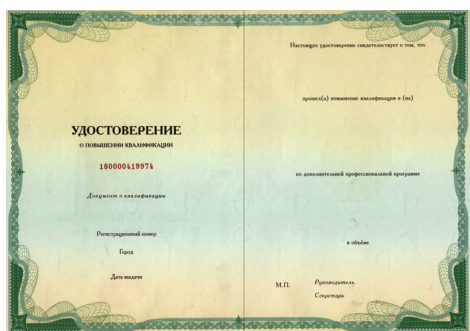 УДОСТОВЕРЕНИЕ
О ПОВЫШЕНИИ КВАЛИФИКАЦИИ
180000419974
Документ о квалификации
Регистрационный номер
Город
Дата выдачи
Настоящее удостоверение свидетельствует о том, что
прошел(а) повышение квалификации в (на)
по дополнительной профессиональной программе
в объёме
М.П.
Руководитель
Секретарь